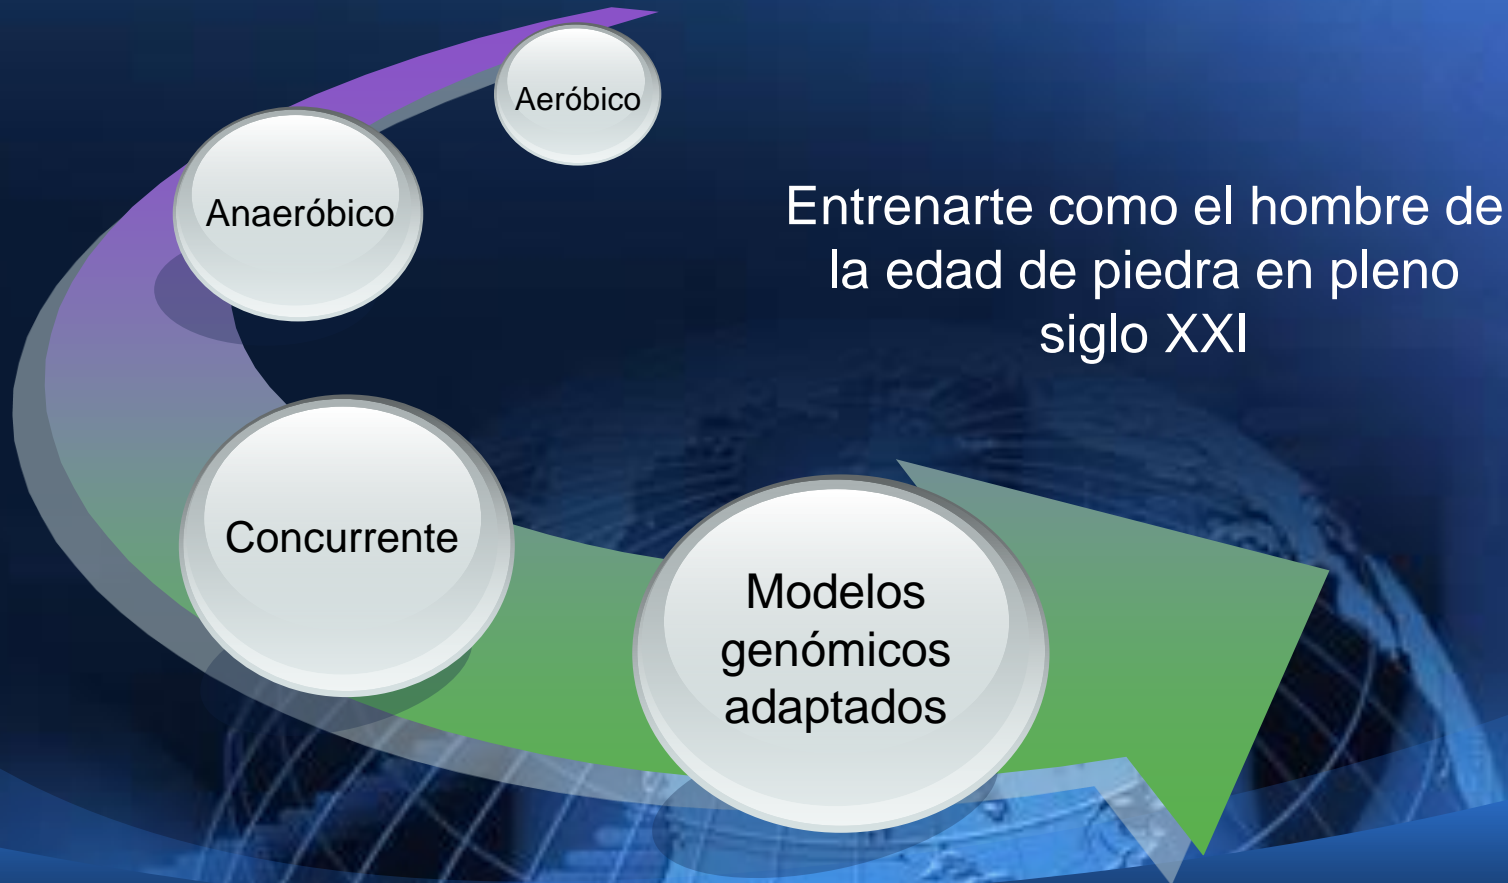 Aeróbico
Anaeróbico
Entrenarte como el hombre de
la edad de piedra en pleno
siglo XXI
Concurrente
Modelos
genómicos
adaptados